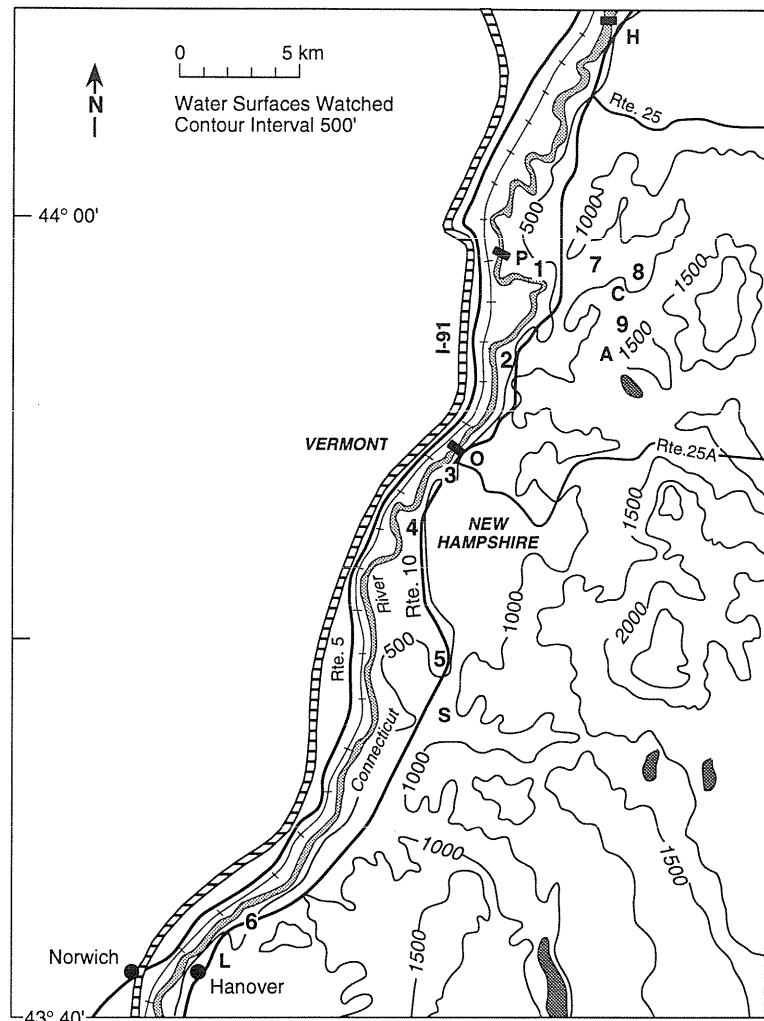 0 5 km
H
N
Water Surfaces Watched
Contour Interval 500'
Rte. 25
44° 00'
500
1000
P
1
7
8
1500
C
I-91
9
1500
A
2
VERMONT
O
Rte.25A
3
1500
4
NEW
HAMPSHIRE
River
Rte. 10
1000
2000
Rte. 5
500
5
S
Connecticut
1000
1000
1500
6
1500
Norwich
L
Hanover
43° 40'